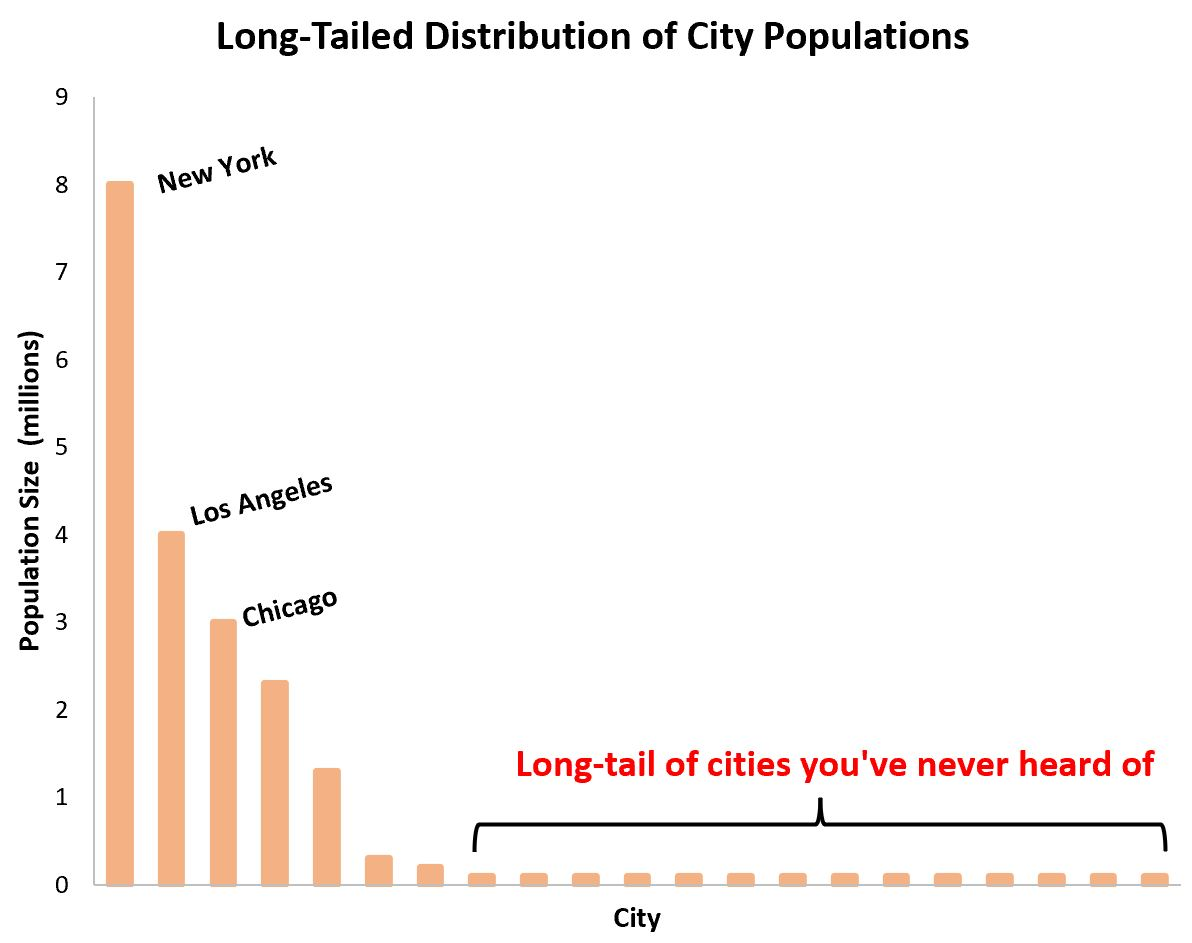 Long-Tailed Distribution of City Populations
9
8
7
6
5
4
3
2
1
0
Population Size (millions)
New York
Los Angeles
Chicago
Long-tail of cities you've never heard of
City